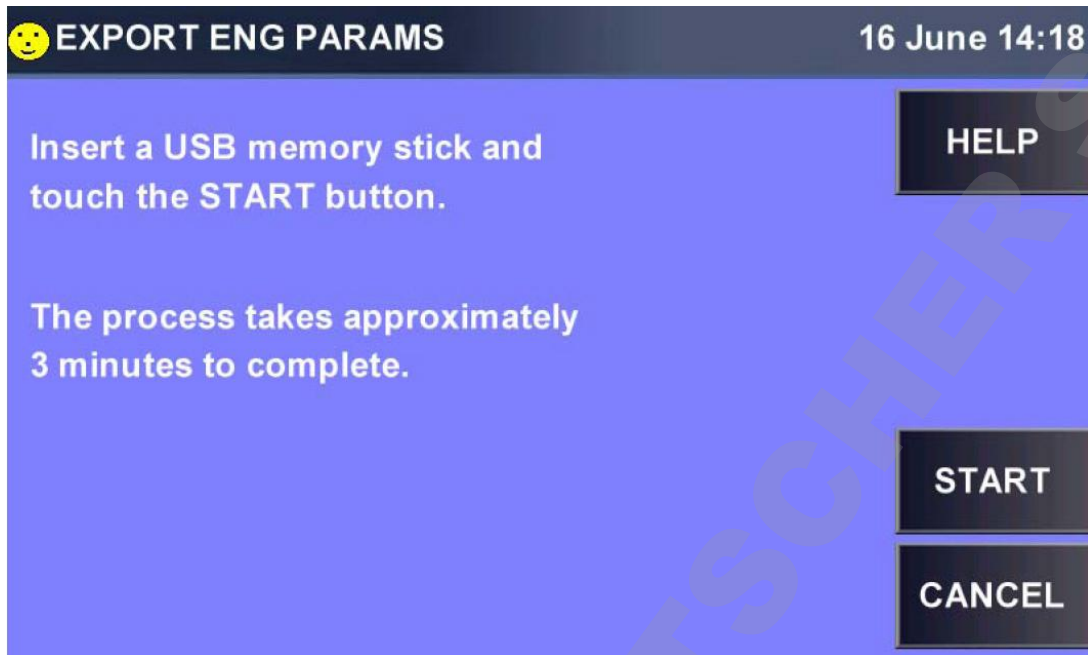 EXPORT ENG PARAMS
16 June 14:18
Insert a USB memory stick and
touch the START button.
HELP
The process takes approximately
3 minutes to complete.
START
CANCEL